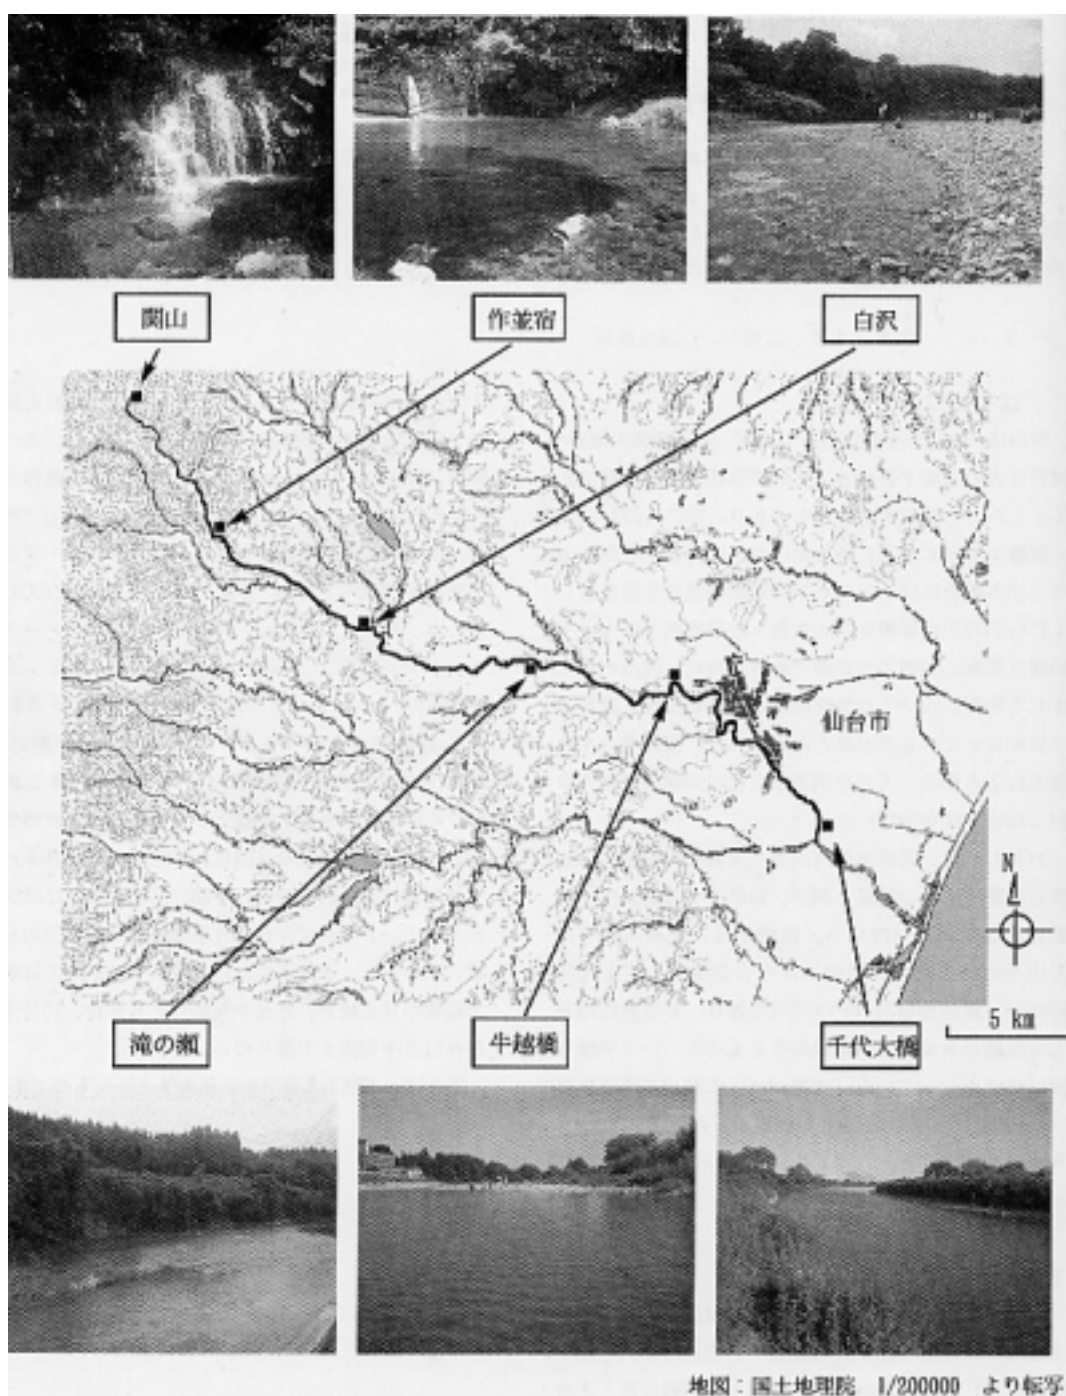 関山
作並宿
白沢
仙台市
N
5 km
滝の瀬
牛越橋
千代大橋
地図:国土地理院 1/200000 より転写